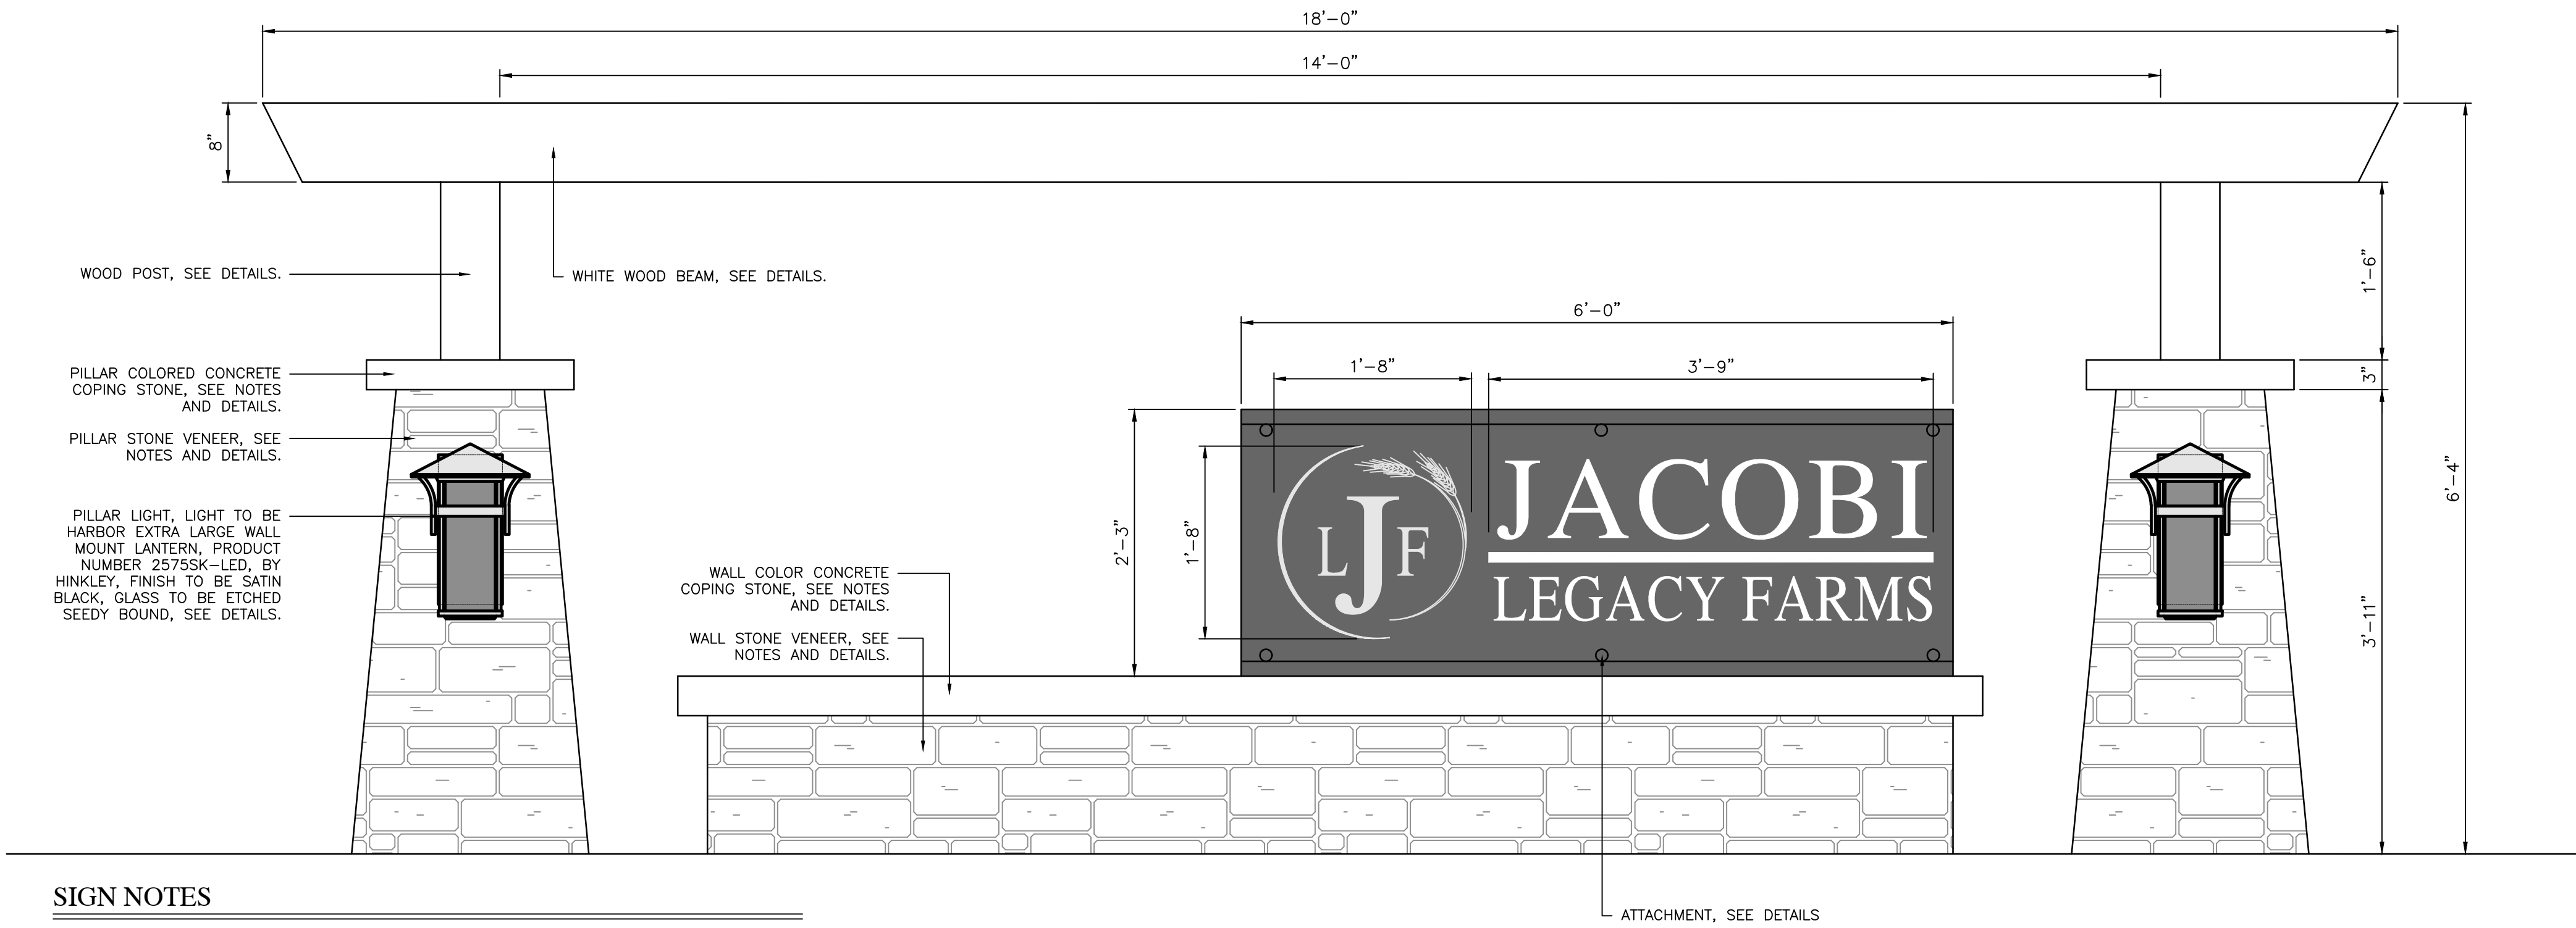 18'-0"
14'-0"
8"
WOOD POST, SEE DETAILS.
WHITE WOOD BEAM, SEE DETAILS.
1'-6"
6'-0"
1'-8"
3'-9"
PILLAR COLORED CONCRETE
COPING STONE, SEE NOTES
AND DETAILS.
3"
PILLAR STONE VENEER, SEE
NOTES AND DETAILS.
6'-4"
2'-3"
1'-8"
L J F
JACOBI
LEGACY FARMS
PILLAR LIGHT, LIGHT TO BE
HARBOR EXTRA LARGE WALL
MOUNT LANTERN, PRODUCT
NUMBER 2575SK-LED, BY
HINKLEY, FINISH TO BE SATIN
BLACK, GLASS TO BE ETCHED
SEEDY BOUND, SEE DETAILS.
WALL COLOR CONCRETE
COPING STONE, SEE NOTES
AND DETAILS.
WALL STONE VENEER, SEE
NOTES AND DETAILS.
3'-11"
SIGN NOTES
ATTACHMENT, SEE DETAILS